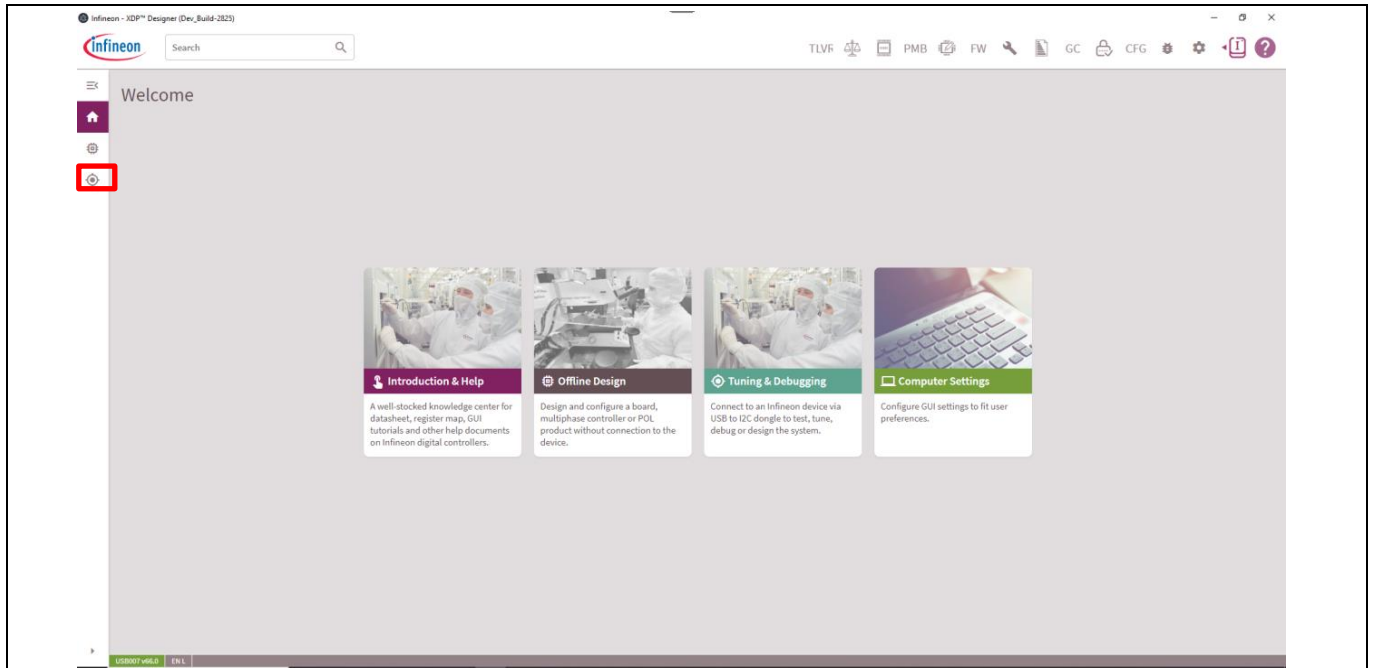 Infineon - XDP™ Designer (Dev_Build-2825)
infineon
Search
TLVR
PMB
FW
GC
CFG
Welcome
Introduction & Help
A well-stocked knowledge center for
datasheet, register map, GUI
tutorials and other help documents
on Infineon digital controllers.
Offline Design
Design and configure a board,
multiphase controller or POL
product without connection to the
device.
Tuning & Debugging
Connect to an Infineon device via
USB to I2C dongle to test, tune,
debug or design the system.
Computer Settings
Configure GUI settings to fit user
preferences.
USB007 v66.0
EN L